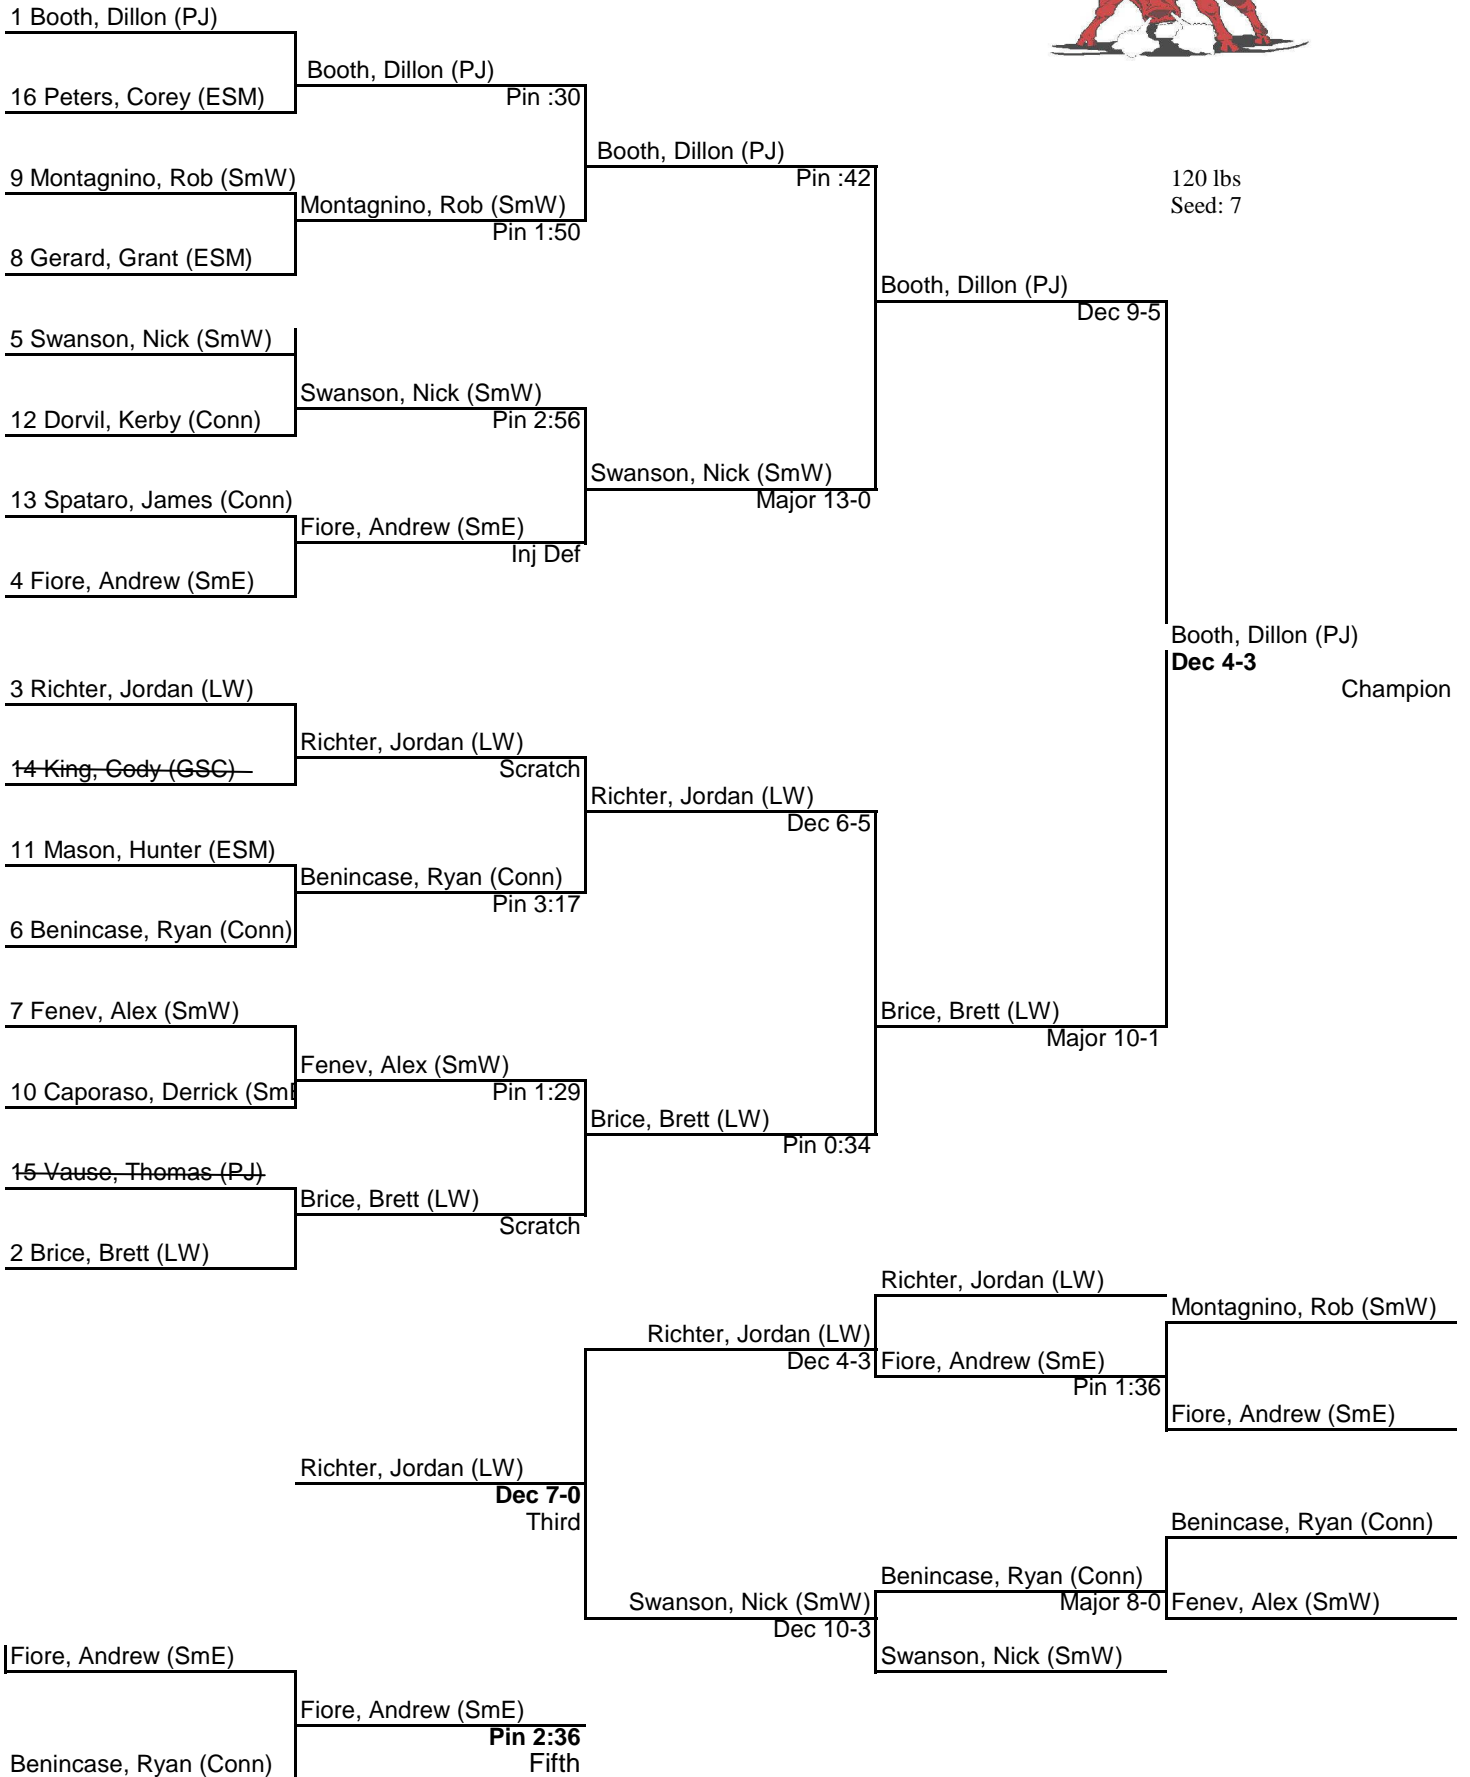 1 Booth, Dillon (PJ)
Booth, Dillon (PJ)
16 Peters, Corey (ESM)
Pin :30
Booth, Dillon (PJ)
9 Montagnino, Rob (SmW)
Pin :42
120 lbs
Montagnino, Rob (SmW)
Seed: 7
Pin 1:50
8 Gerard, Grant (ESM)
Booth, Dillon (PJ)
Dec 9-5
5 Swanson, Nick (SmW)
Swanson, Nick (SmW)
12 Dorvil, Kerby (Conn)
Pin 2:56
Swanson, Nick (SmW)
13 Spataro, James (Conn)
Major 13-0
Fiore, Andrew (SmE)
Inj Def
4 Fiore, Andrew (SmE)
Booth, Dillon (PJ)
Dec 4-3
3 Richter, Jordan (LW)
Champion
Richter, Jordan (LW)
14 King, Cody (GSC)
Scratch
Richter, Jordan (LW)
Dec 6-5
11 Mason, Hunter (ESM)
Benincase, Ryan (Conn)
Pin 3:17
6 Benincase, Ryan (Conn)
7 Fenev, Alex (SmW)
Brice, Brett (LW)
Major 10-1
Fenev, Alex (SmW)
10 Caporaso, Derrick (SmE
Pin 1:29
Brice, Brett (LW)
Pin 0:34
15 Vause, Thomas (PJ)
Brice, Brett (LW)
Scratch
2 Brice, Brett (LW)
Richter, Jordan (LW)
Montagnino, Rob (SmW)
Richter, Jordan (LW)
Dec 4-3
Fiore, Andrew (SmE)
Pin 1:36
Fiore, Andrew (SmE)
Richter, Jordan (LW)
Dec 7-0
Third
Benincase, Ryan (Conn)
Benincase, Ryan (Conn)
Swanson, Nick (SmW)
Major 8-0
Fenev, Alex (SmW)
Dec 10-3
Fiore, Andrew (SmE)
Swanson, Nick (SmW)
Fiore, Andrew (SmE)
Pin 2:36
Benincase, Ryan (Conn)
Fifth